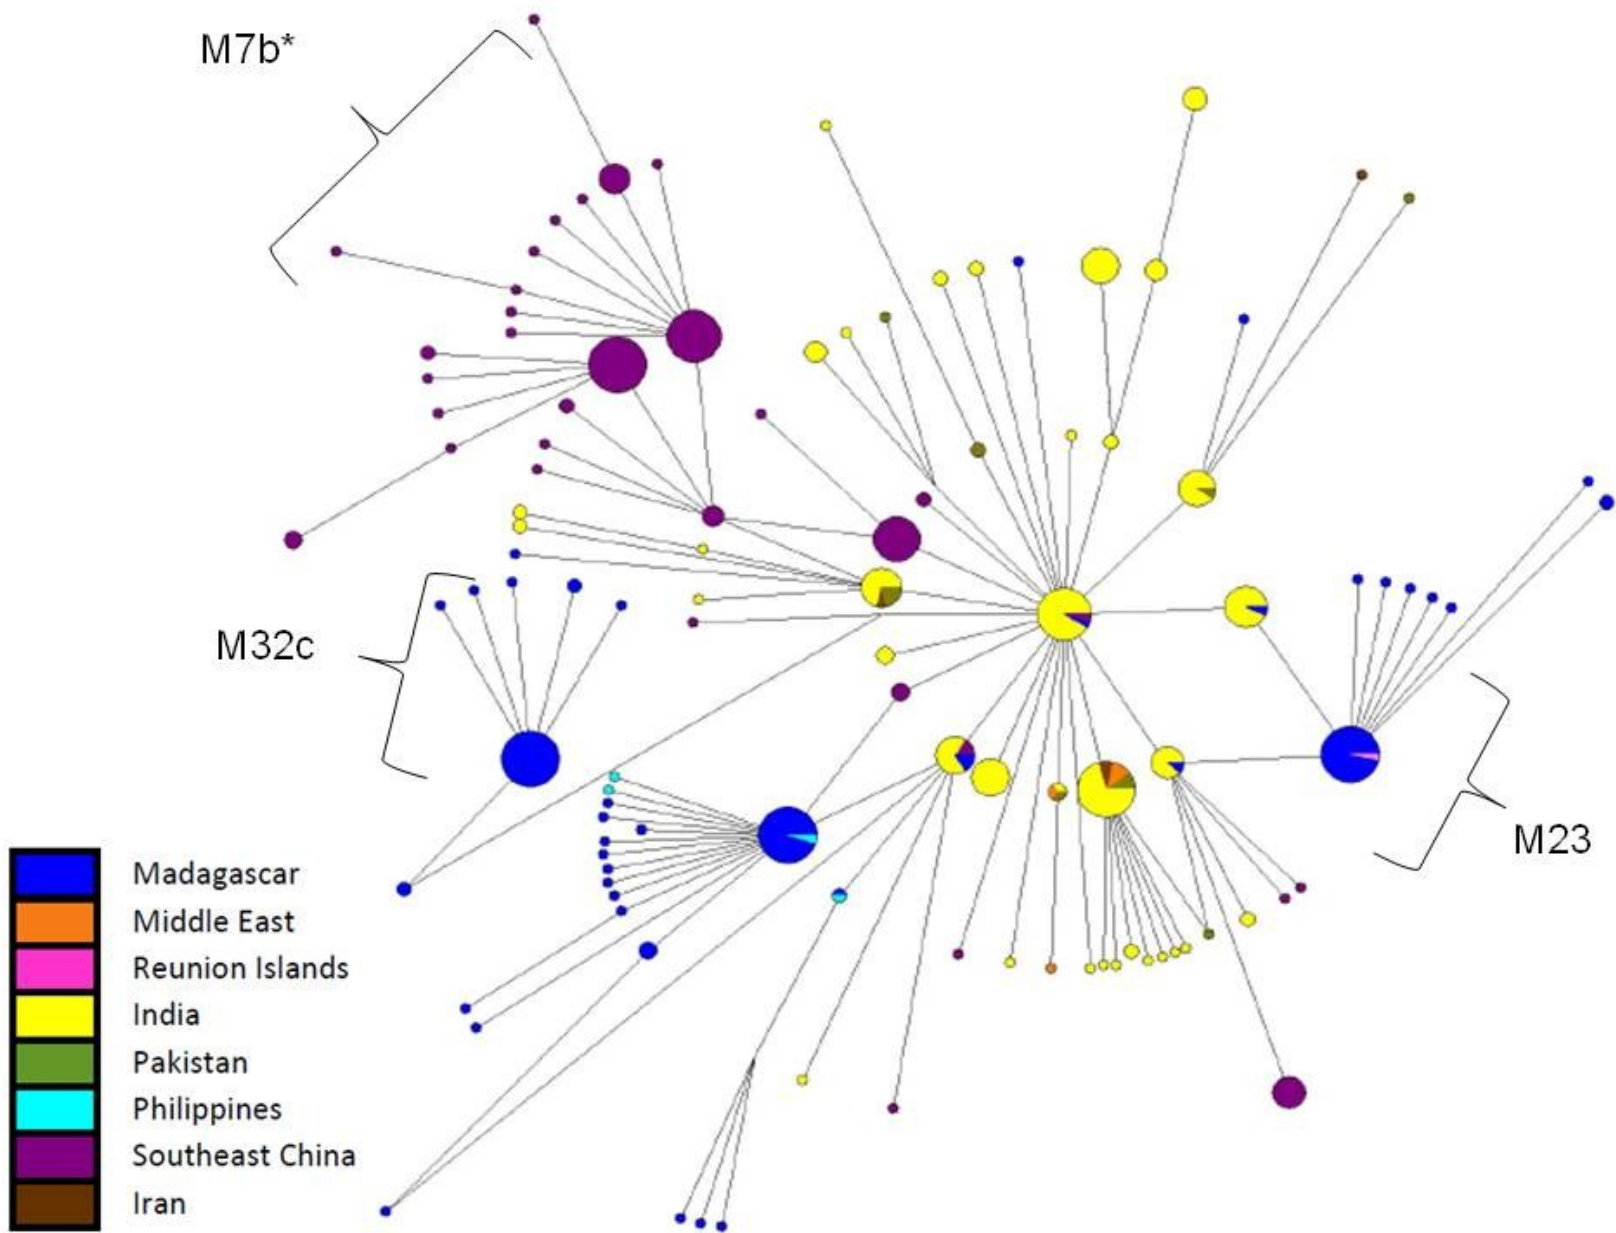 M7b*
M32c
M23
Madagascar
Middle East
Reunion Islands
India
Pakistan
Philippines
Southeast China
Iran